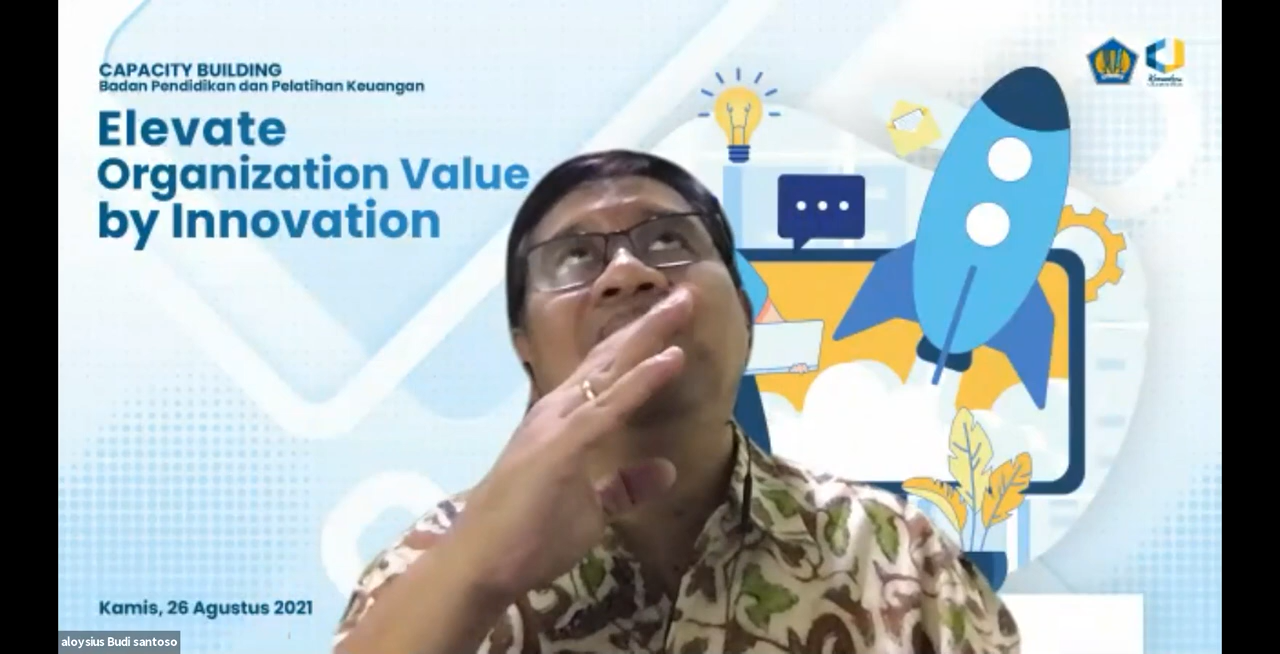 CAPACITY BUILDING
Badan Pendidikan dan Pelatihan Keuangan
Elevate
Organization Value
by Innovation
Kamis, 26 Agustus 2021
aloysius Budi santoso